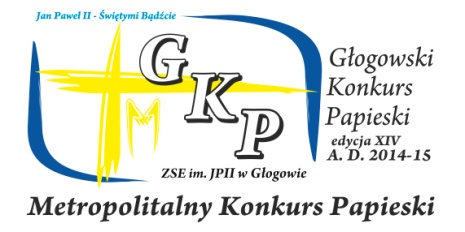 Jan Paweł II - Świętymi Bądźcie
GKP
M
Głogowski
Konkurs
Papieski
edycja XIV
A. D. 2014-15
ZSE im. JPII w Głogowie
Metropolitalny Konkurs Papieski